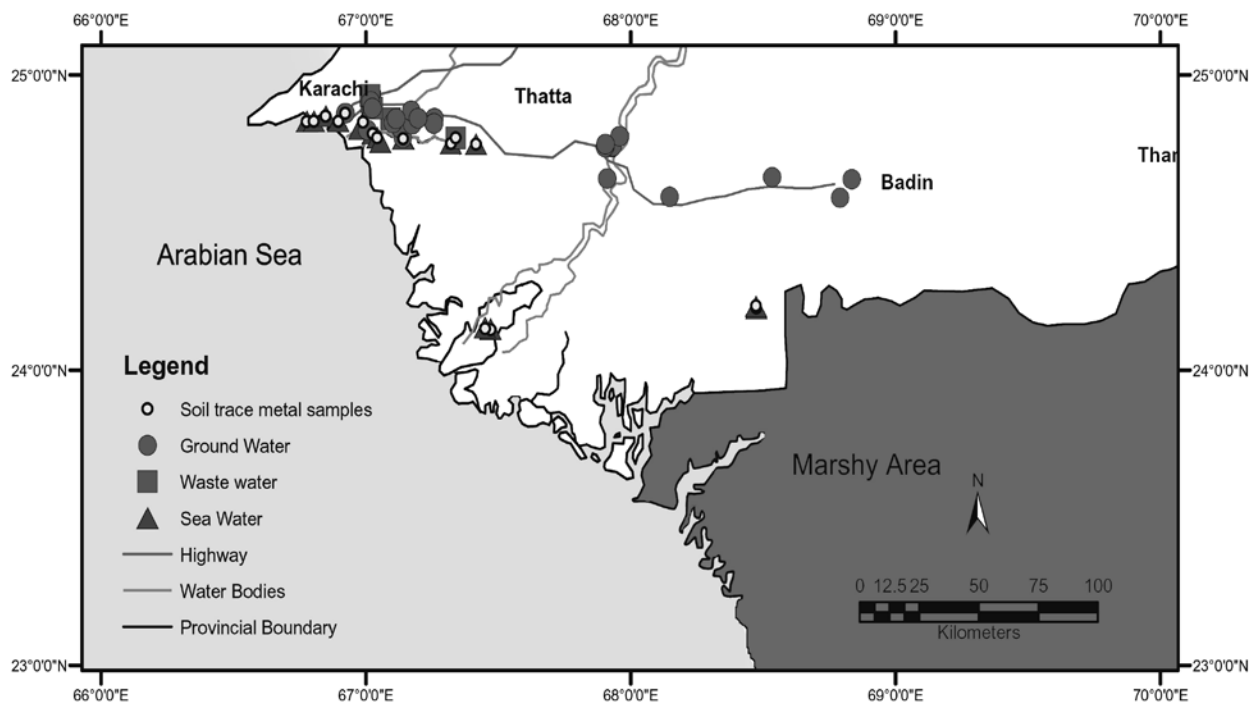 66°0'0"E 67°0'0"E 68°0'0"E 69°0'0"E 70°0'0"E
25°0'0"N 25°0'0"N
Karachi
Thatta
Thar
Badin
Arabian Sea
24°0'0"N 24°0'0"N
Legend
Soil trace metal samples
Ground Water
Waste water
Sea Water
Highway
Water Bodies
Provincial Boundary
Marshy Area
N
0 12.5 25 50 75 100
Kilometers
23°0'0"N 23°0'0"N
66°0'0"E 67°0'0"E 68°0'0"E 69°0'0"E 70°0'0"E